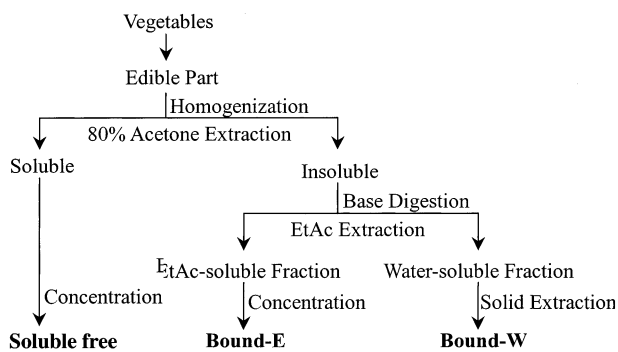 Vegetables
Edible Part
Homogenization
80% Acetone Extraction
Soluble
Insoluble
Base Digestion
EtAc Extraction
EtAc-soluble Fraction
Water-soluble Fraction
Concentration
Concentration
Solid Extraction
Soluble free
Bound-E
Bound-W